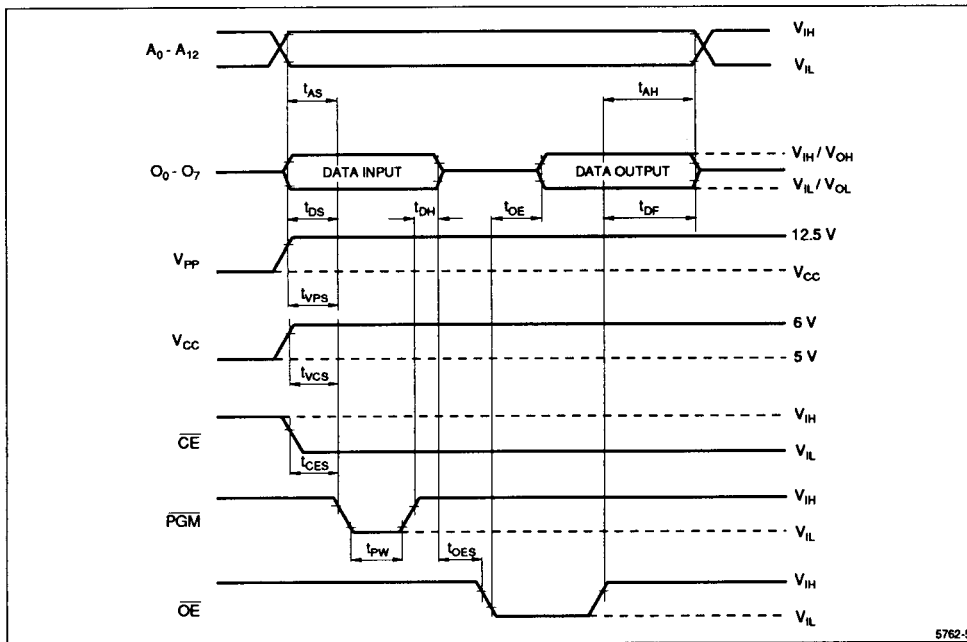 A0 - A12
VIH
VIL
tAS
tAH
O0 - O7
DATA INPUT
DATA OUTPUT
VIH / VOH
VIL / VOL
tDS
tDH
tOE
tDF
VPP
12.5 V
VCC
tVPS
VCC
6 V
5 V
tVCS
CE
VIH
VIL
tCES
PGM
VIH
VIL
tPW
tOES
OE
VIH
VIL